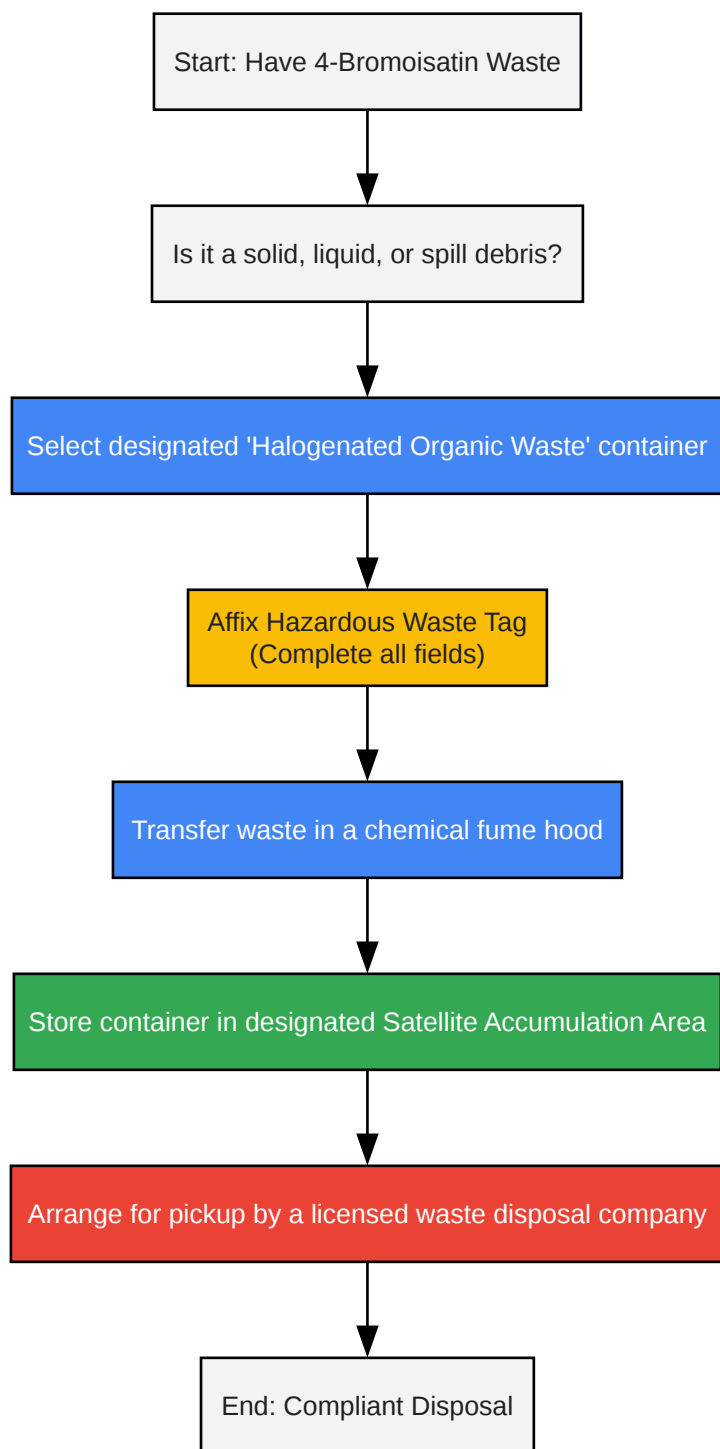 Start: Have 4-Bromoisatin Waste
Is it a solid, liquid, or spill debris?
Select designated 'Halogenated Organic Waste' container
Affix Hazardous Waste Tag
(Complete all fields)
Transfer waste in a chemical fume hood
Store container in designated Satellite Accumulation Area
Arrange for pickup by a licensed waste disposal company
End: Compliant Disposal